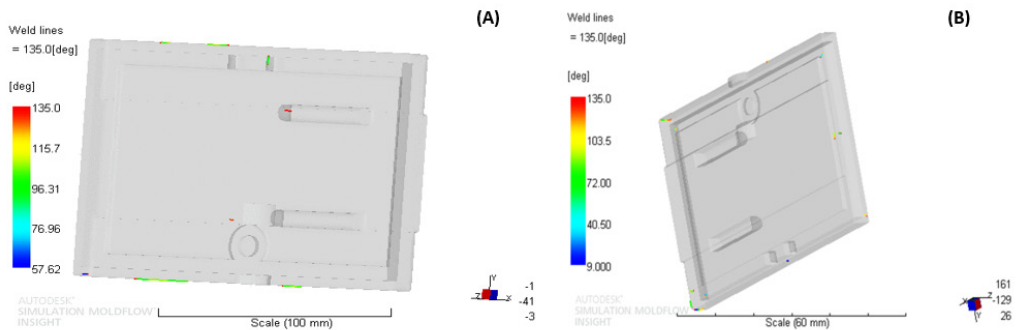 (A)
Weld lines
= 135.0[deg]
[deg]
135.0
115.7
96.31
76.96
57.62
AUTODESK'
SIMULATION MOLDFLOW
INSIGHT
Scale (100 mm)
Y
Z X
-1
-41
-3
(B)
Weld lines
= 135.0[deg]
[deg]
135.0
103.5
72.00
40.50
9.000
AUTODESK'
SIMULATION MOLDFLOW
INSIGHT
Scale (60 mm)
X Z
Y
161
-129
26